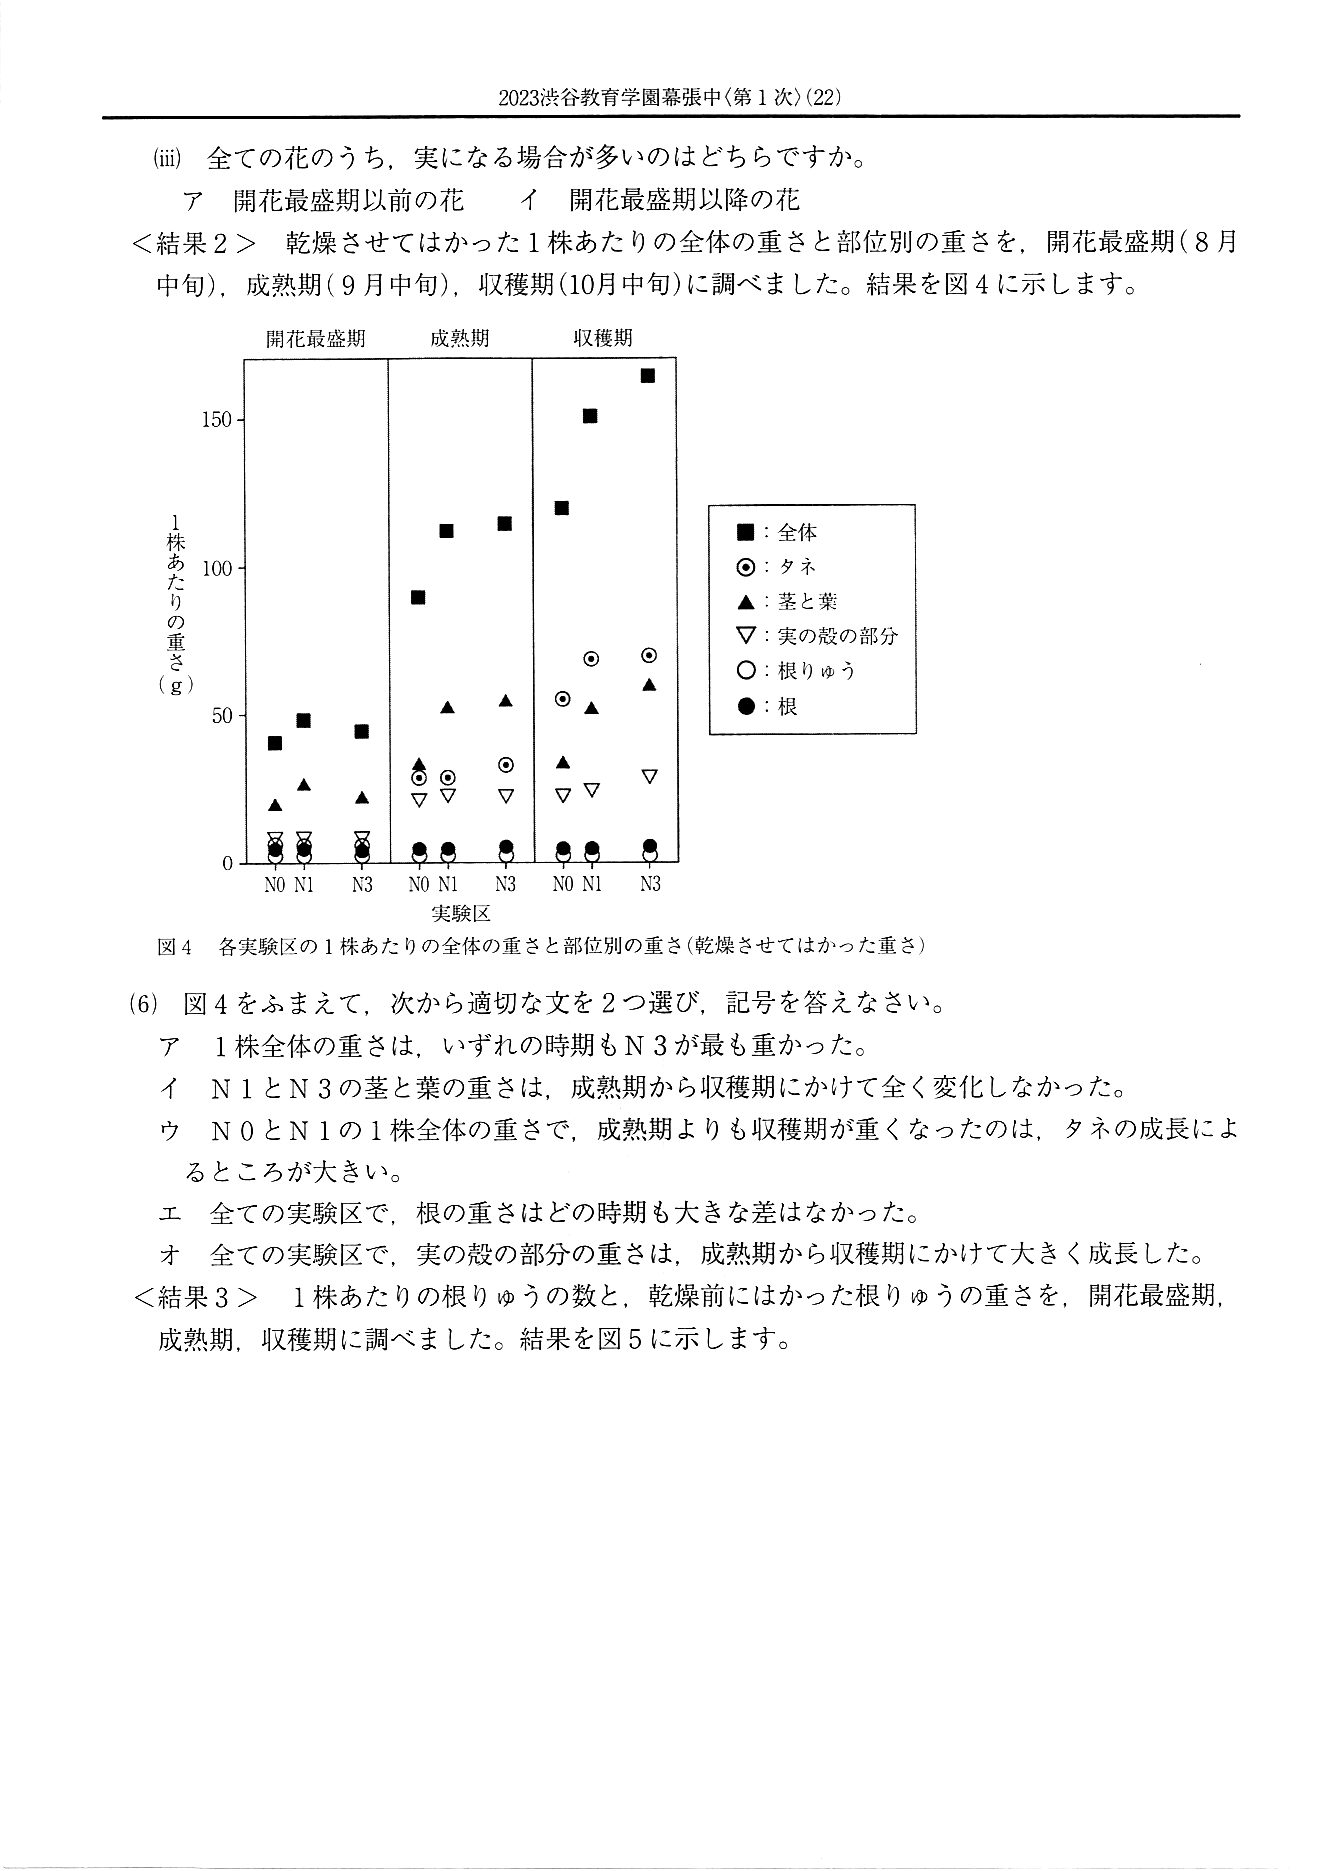 2023渋谷教育学園幕張中〈第1次〉(22)
(ⅲ) 全ての花のうち，実になる場合が多いのはどちらですか。
ア 開花最盛期以前の花 イ 開花最盛期以降の花
＜結果2＞ 乾燥させてはかった1株あたりの全体の重さと部位別の重さを，開花最盛期(8月
中旬)，成熟期(9月中旬)，収穫期(10月中旬)に調べました。結果を図4に示します。
開花最盛期 成熟期 収穫期
150
100
50
0
1株あたりの重さ(g)
N0 N1 N3 N0 N1 N3 N0 N1 N3
実験区
■：全体
◉：タネ
▲：茎と葉
▽：実の殻の部分
○：根りゅう
●：根
図4 各実験区の1株あたりの全体の重さと部位別の重さ(乾燥させてはかった重さ)
(6) 図4をふまえて，次から適切な文を2つ選び，記号を答えなさい。
ア 1株全体の重さは，いずれの時期もN3が最も重かった。
イ N1とN3の茎と葉の重さは，成熟期から収穫期にかけて全く変化しなかった。
ウ N0とN1の1株全体の重さで，成熟期よりも収穫期が重くなったのは，タネの成長によ
るところが大きい。
エ 全ての実験区で，根の重さはどの時期も大きな差はなかった。
オ 全ての実験区で，実の殻の部分の重さは，成熟期から収穫期にかけて大きく成長した。
＜結果3＞ 1株あたりの根りゅうの数と，乾燥前にはかった根りゅうの重さを，開花最盛期，
成熟期，収穫期に調べました。結果を図5に示します。